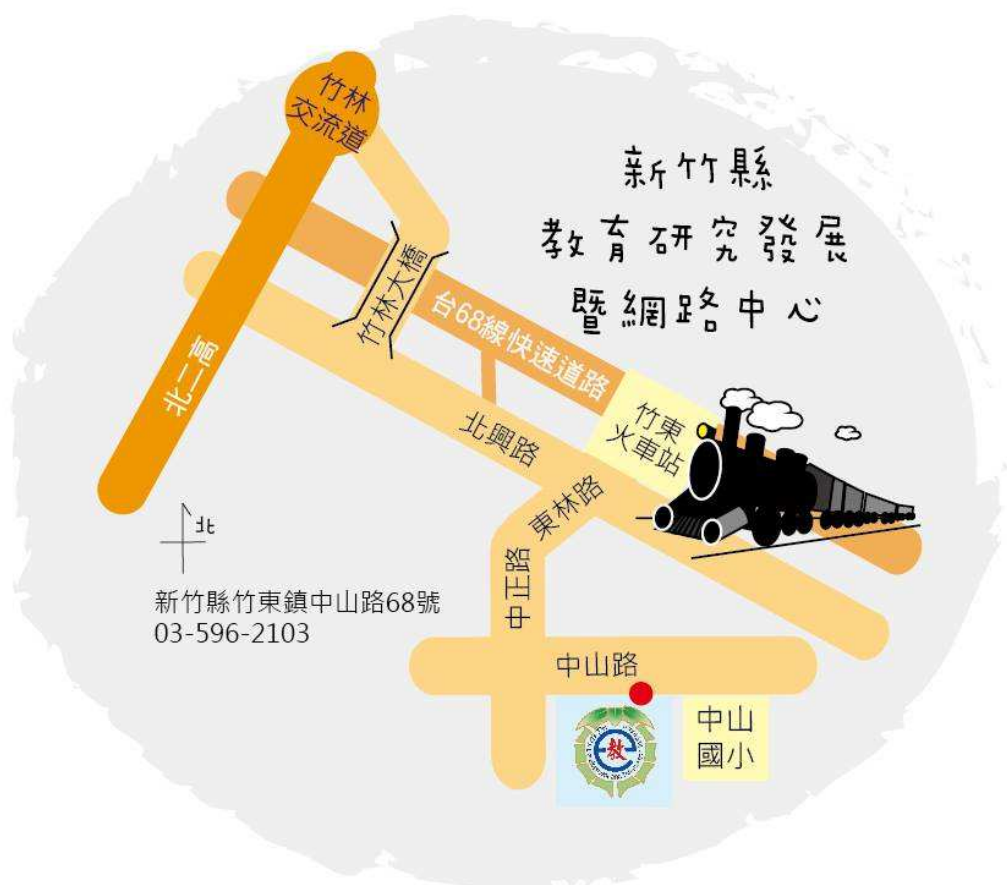 竹林
交流道
新竹縣
教育研究發展
暨網路中心
竹林大橋
台68線快速道路
北二高
竹東
火車站
北興路
東林路
北
中正路
新竹縣竹東鎮中山路68號
03-596-2103
中山路
中山
國小
教